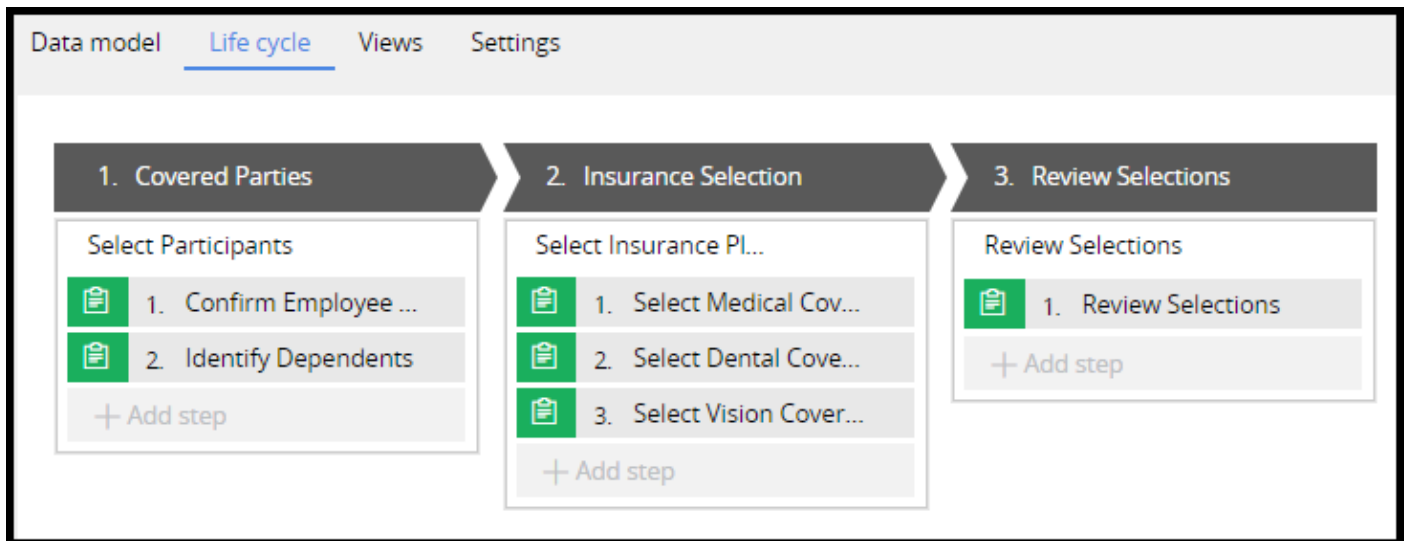 Data model Life cycle Views Settings
1. Covered Parties
Select Participants
1. Confirm Employee ...
2. Identify Dependents
+ Add step
2. Insurance Selection
Select Insurance Pl...
1. Select Medical Cov...
2. Select Dental Cove...
3. Select Vision Cover...
+ Add step
3. Review Selections
Review Selections
1. Review Selections
+ Add step